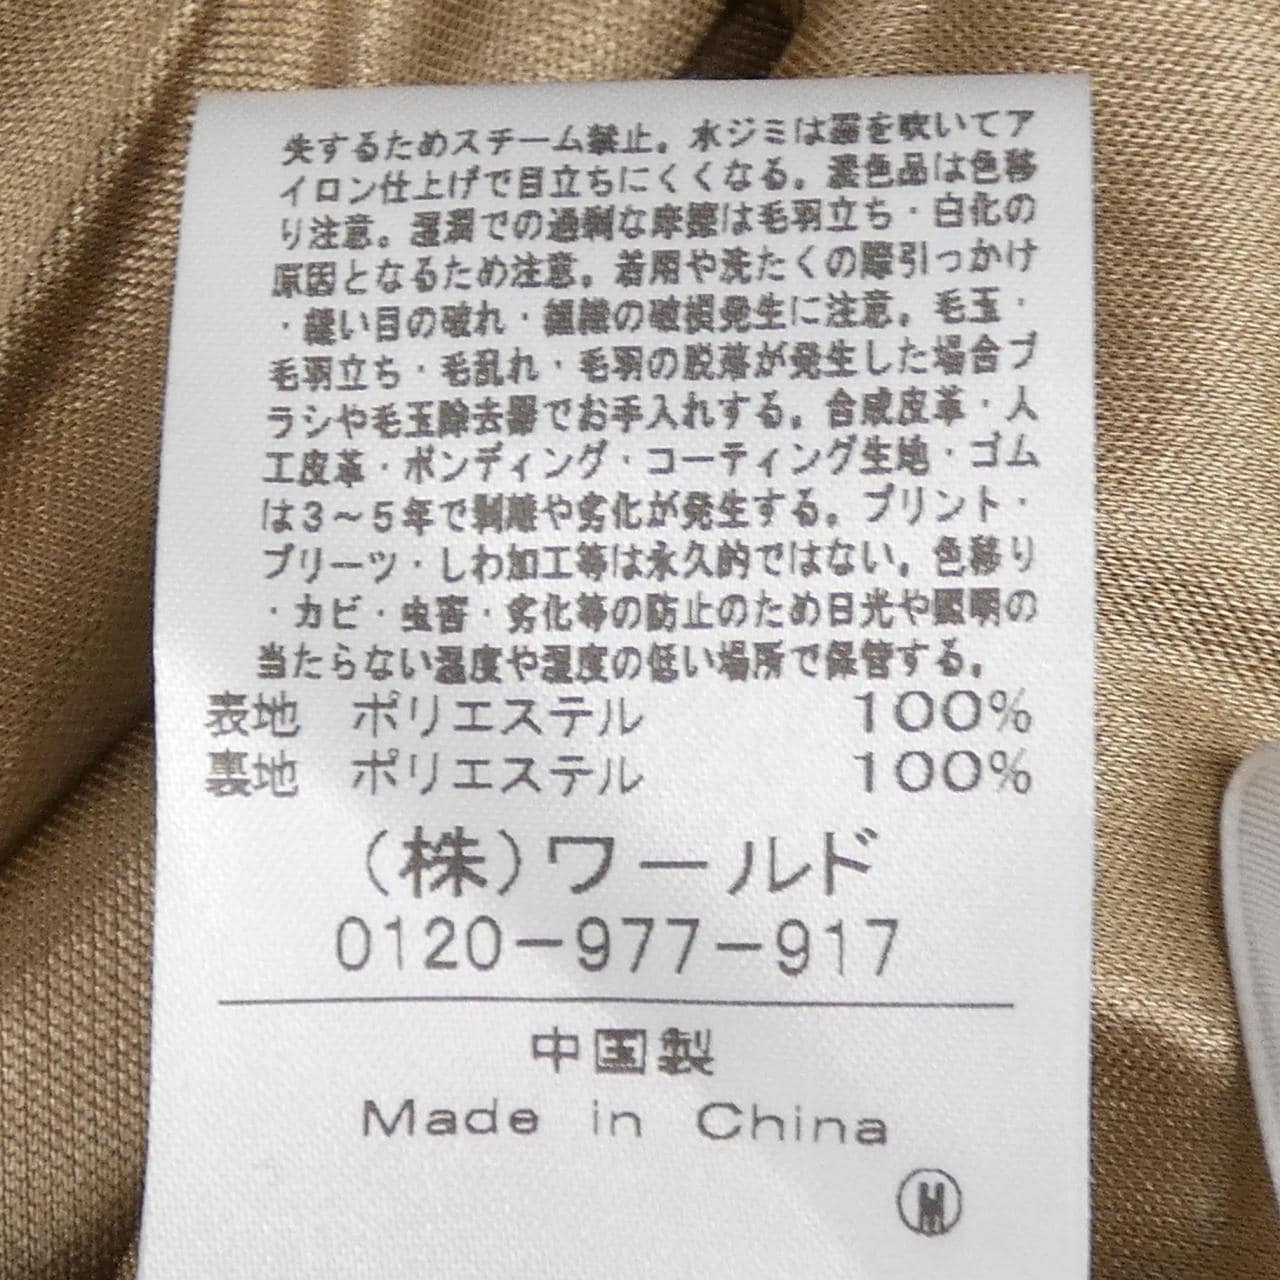 失するためスチーム禁止。水ジミは霧を吹いてア
イロン仕上げで目立ちにくくなる。濃色品は色移
り注意。湿潤での過剰な摩擦は毛羽立ち・白化の
原因となるため注意。着用や洗たくの際引っかけ
・縫い目の破れ・組織の破損発生に注意。毛玉・
毛羽立ち・毛乱れ・毛羽の脱落が発生した場合ブ
ラシや毛玉除去器でお手入れする。合成皮革・人
工皮革・ボンディング・コーティング生地・ゴム
は3～5年で剥離や劣化が発生する。プリント・
プリーツ・しわ加工等は永久的ではない。色移り
・カビ・虫害・劣化等の防止のため日光や照明の
当たらない温度や湿度の低い場所で保管する。
表地 ポリエステル 100%
裏地 ポリエステル 100%
(株)ワールド
0120-977-917
中国製
Made in China
M